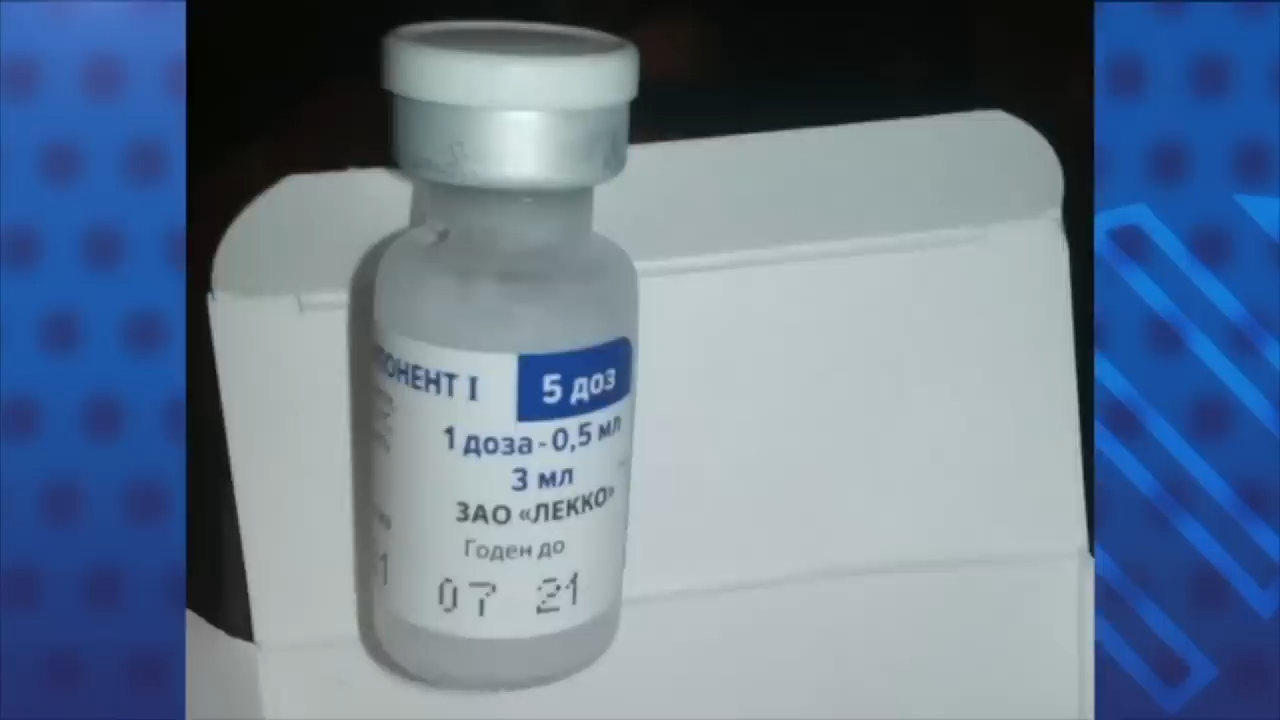 ПОНЕНТ I
5 доз
1 доза - 0,5 мл
3 мл
ЗАО «ЛЕККО»
Годен до
07 21